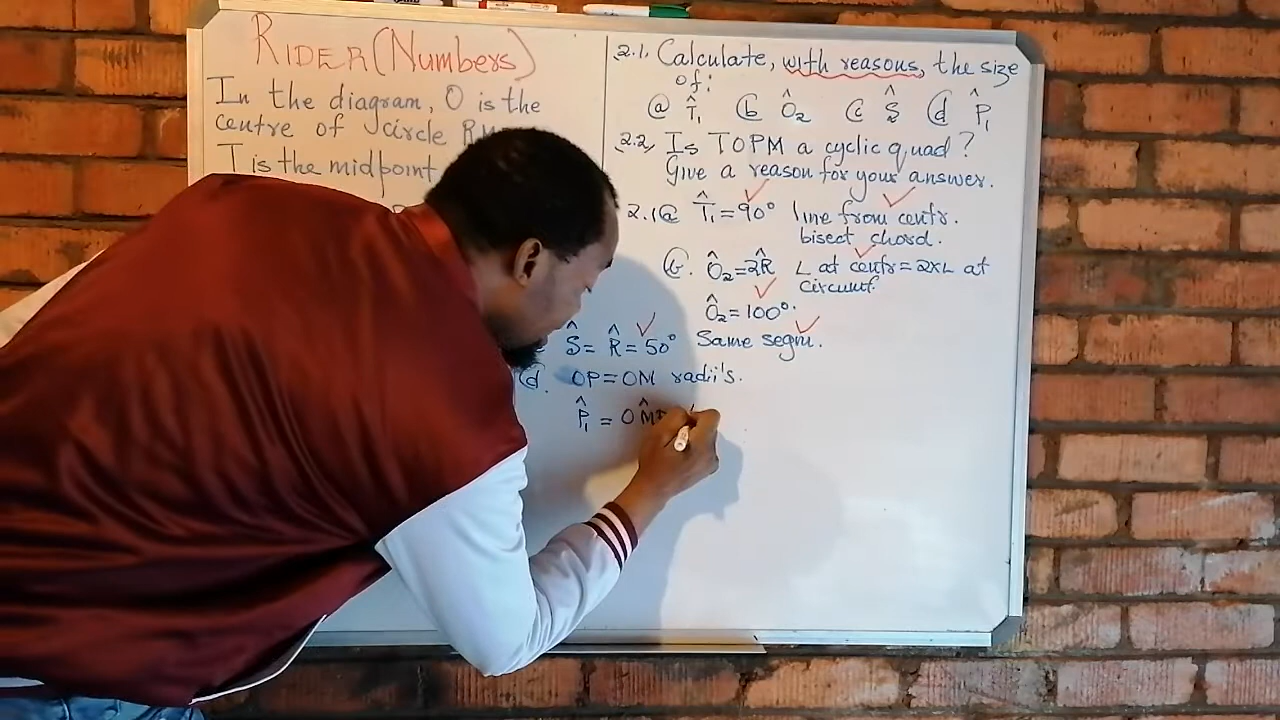 RIDER (Numbers)
In the diagram, O is the
centre of circle
T is the midpoint
2.1. Calculate, with reasons, the size
of:
(a) T̂₁ (b) Ô₂ (c) Ŝ (d) P̂₁
2.2. Is TOPM a cyclic quad?
Give a reason for your answer.
2.1(a) T̂₁ = 90° line from centr.
bisect chord.
b. Ô₂ = 2R̂ ∠ at centr = 2×∠ at
circumf.
Ô₂ = 100°.
Ŝ = R̂ = 50° Same segm.
d. OP = OM radii's.
P̂₁ = OM̂